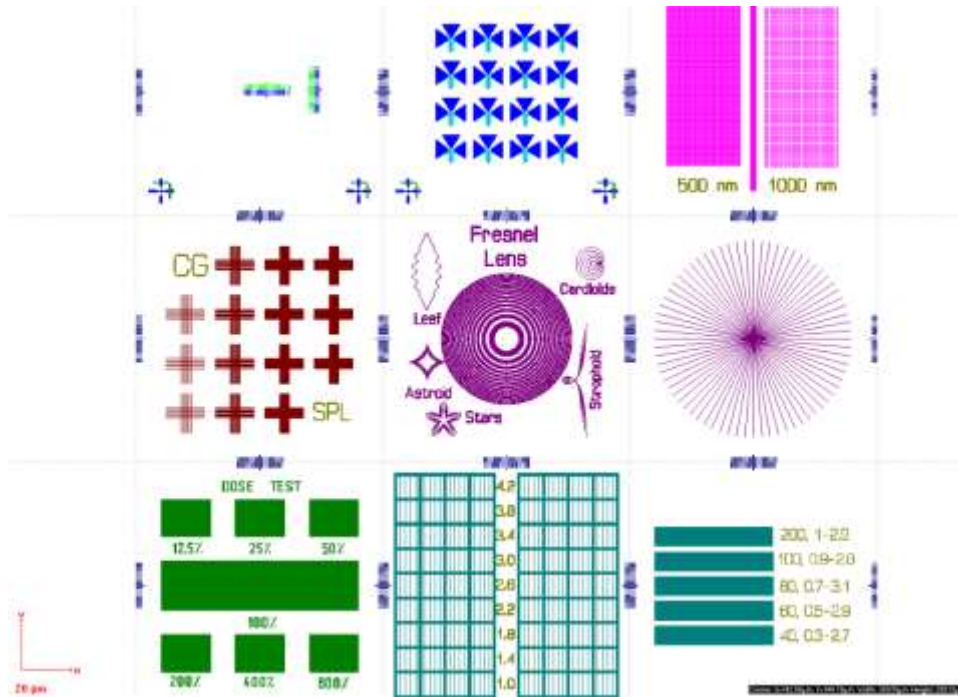 500 nm
1000 nm
CG
SPL
Fresnel
Lens
Cardioids
Leaf
Strophoid
Astroid
Stars
DOSE TEST
12.5%
25%
50%
100%
200%
400%
800%
4.2
3.8
3.4
3.0
2.6
2.2
1.8
1.4
1.0
200, 1-2.2
100, 0.9-2.8
80, 0.7-3.1
60, 0.5-2.9
40, 0.3-2.7
20 µm